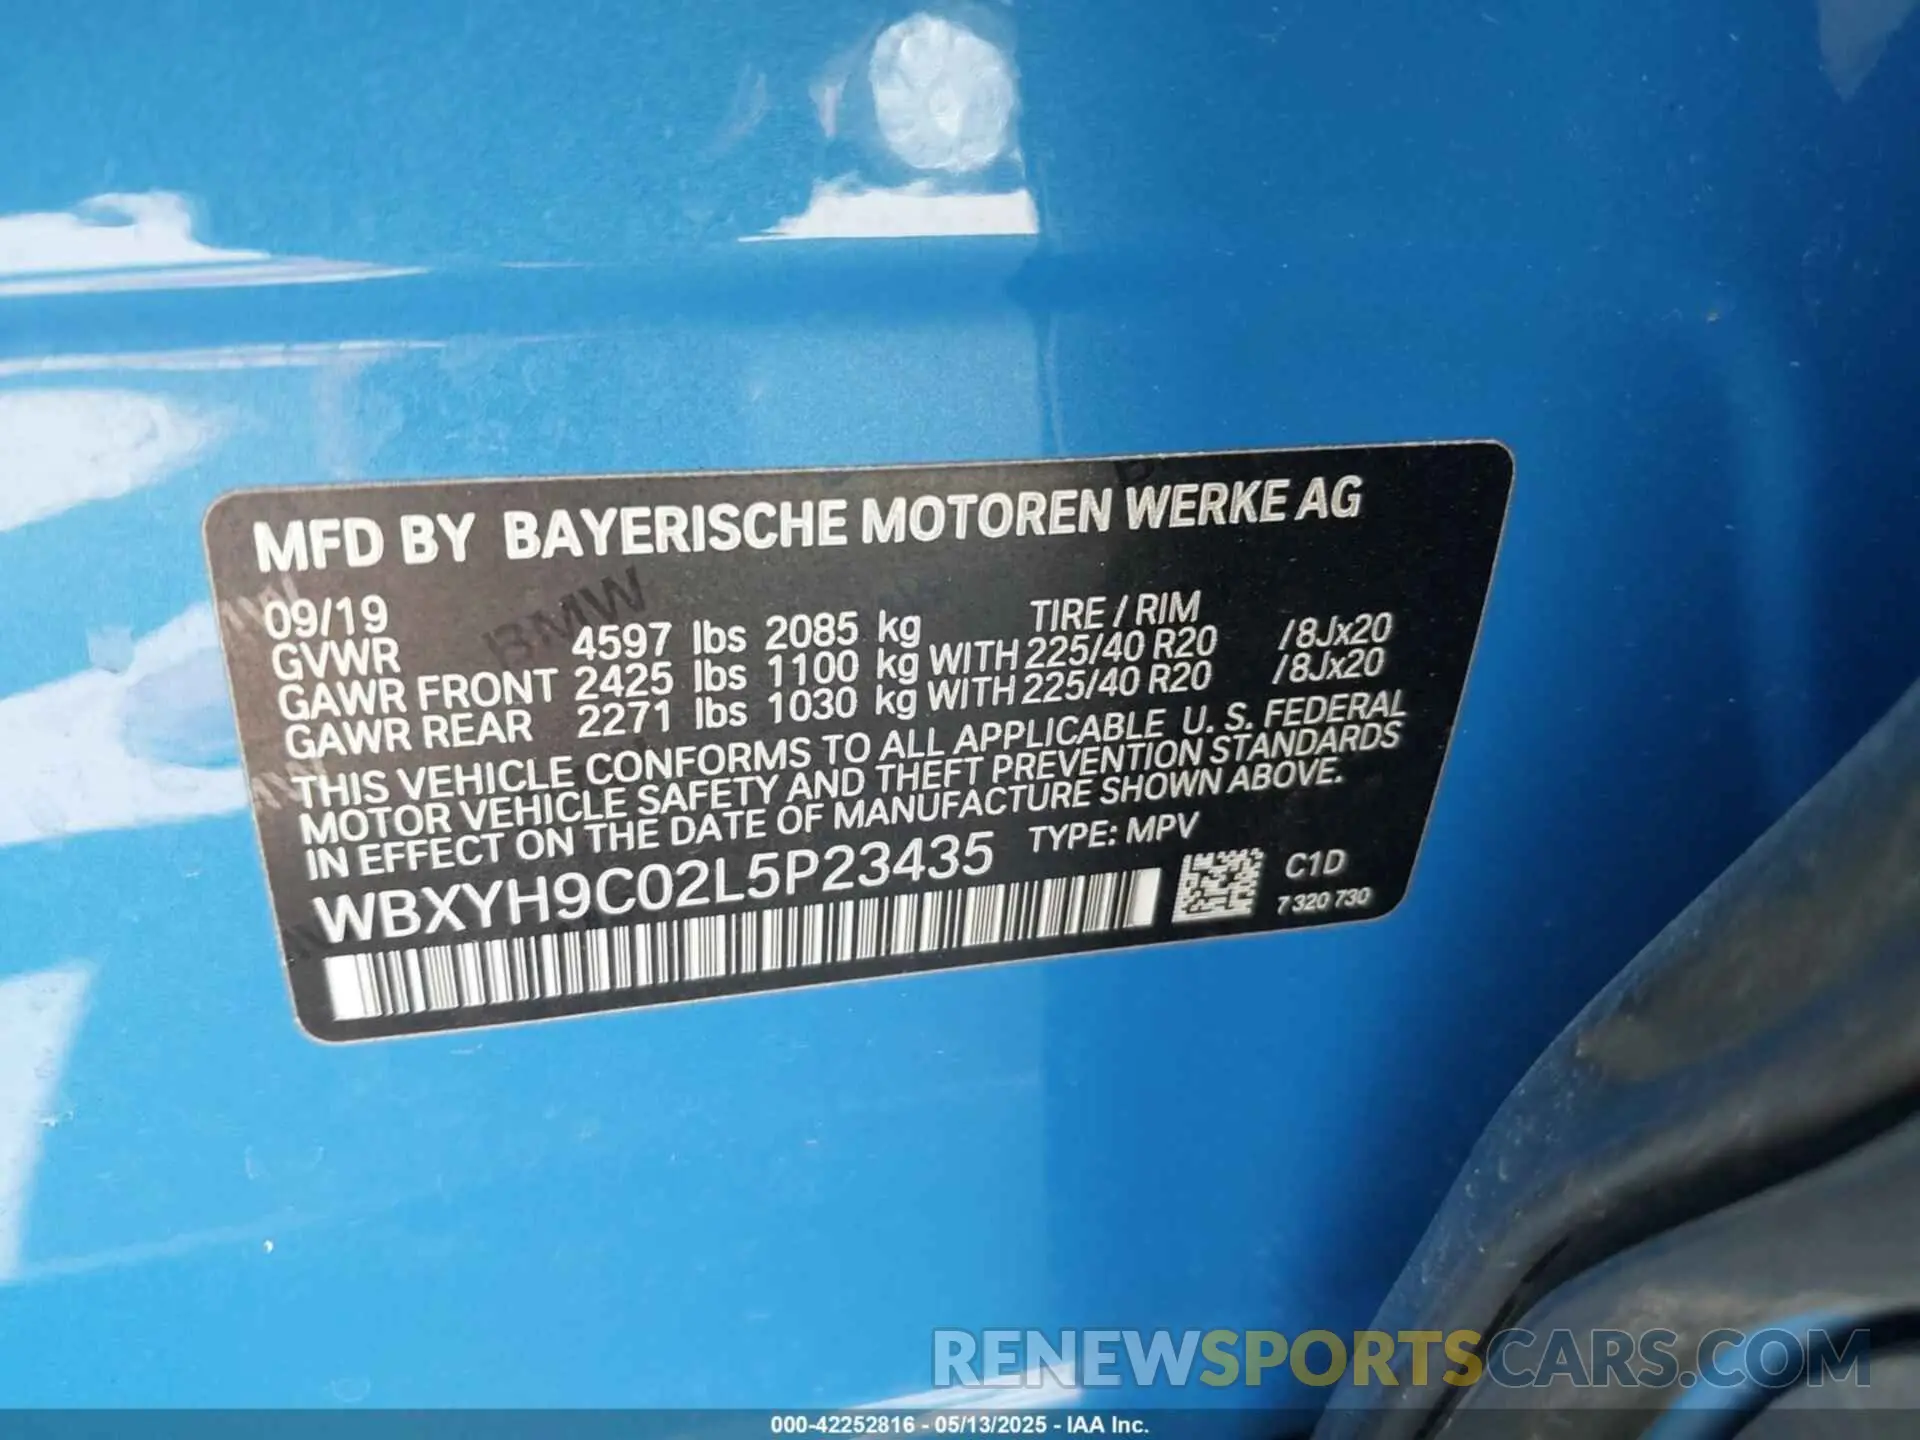 MFD BY BAYERISCHE MOTOREN WERKE AG
09/19 TIRE / RIM
GVWR 4597 lbs 2085 kg
GAWR FRONT 2425 lbs 1100 kg WITH 225/40 R20 /8Jx20
GAWR REAR 2271 lbs 1030 kg WITH 225/40 R20 /8Jx20
THIS VEHICLE CONFORMS TO ALL APPLICABLE U. S. FEDERAL
MOTOR VEHICLE SAFETY AND THEFT PREVENTION STANDARDS
IN EFFECT ON THE DATE OF MANUFACTURE SHOWN ABOVE.
WBXYH9C02L5P23435 TYPE: MPV
C1D
7 320 730
BMW
RENEWSPORTSCARS.COM
000-42252816 - 05/13/2025 - IAA Inc.